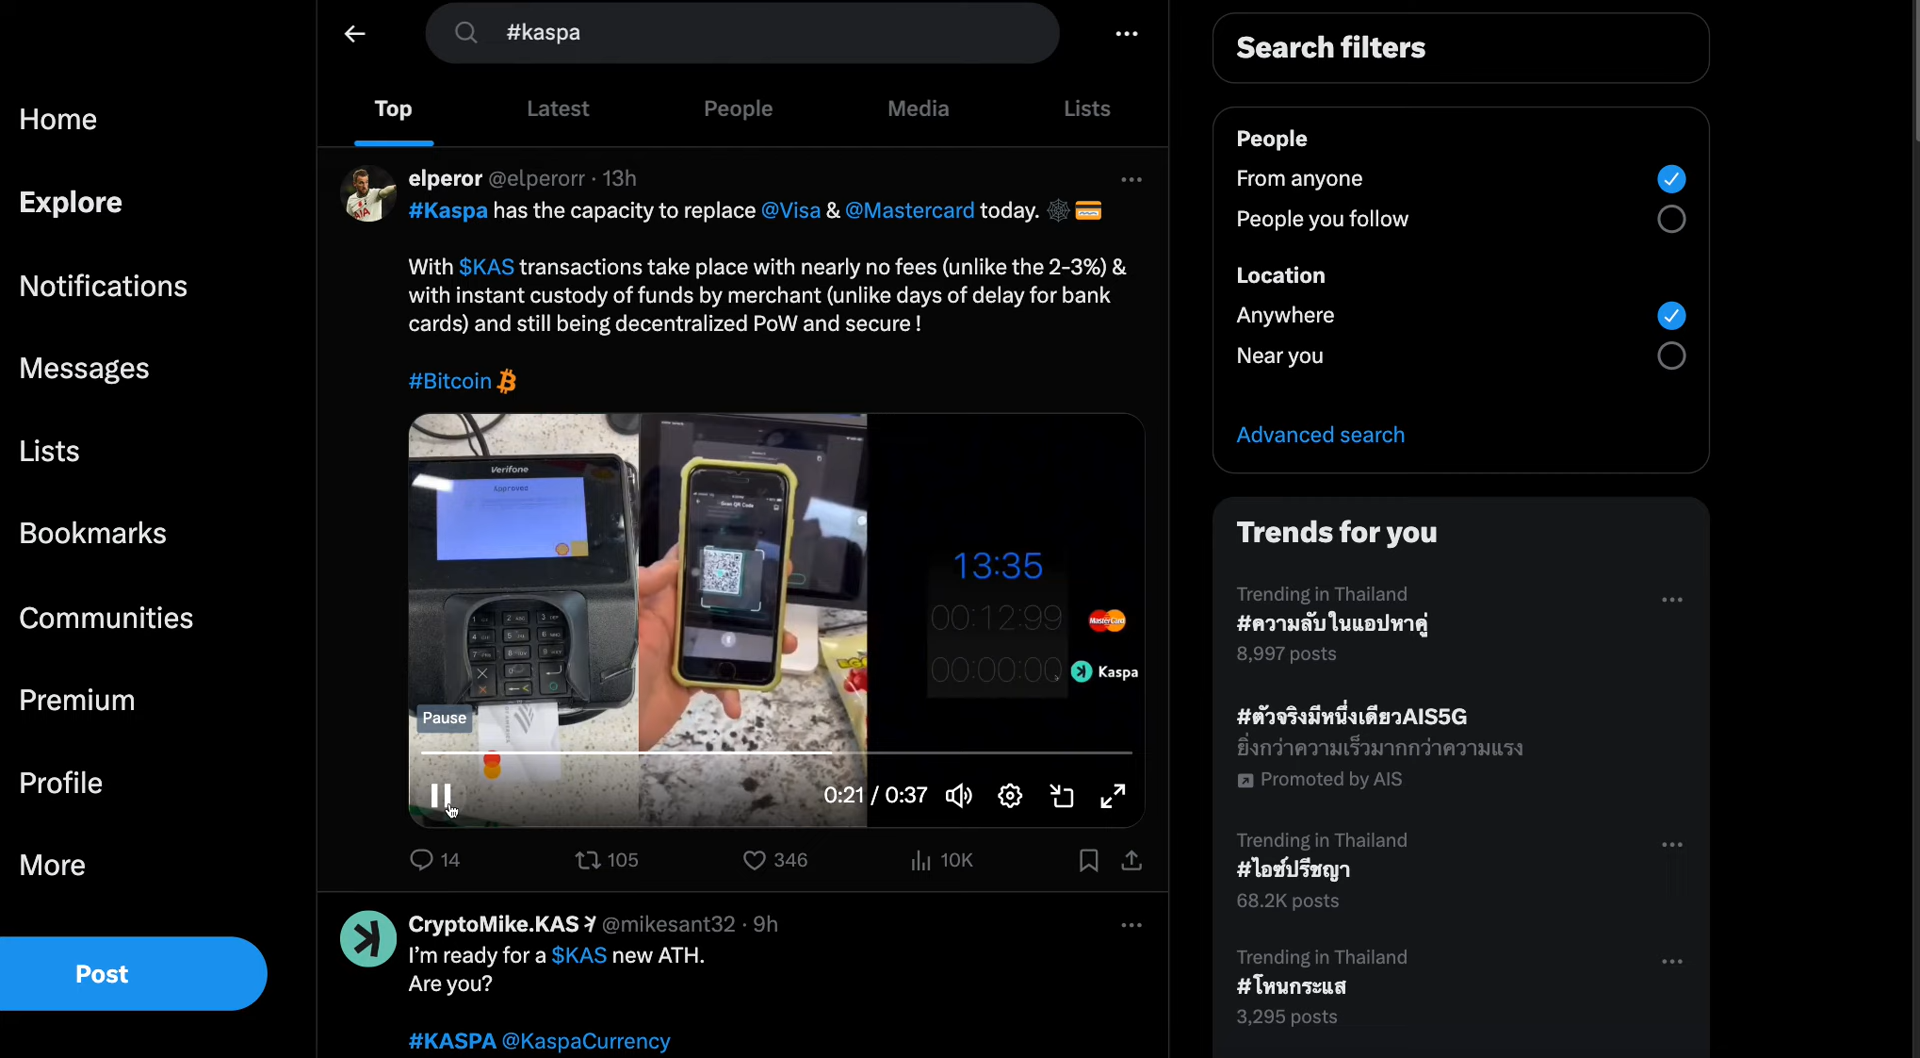 #kaspa
Top
Latest
People
Media
Lists
Home
Explore
Notifications
Messages
Lists
Bookmarks
Communities
Premium
Profile
More
Post
elperor @elperorr · 13h
#Kaspa has the capacity to replace @Visa & @Mastercard today. 🕸️💳
With $KAS transactions take place with nearly no fees (unlike the 2-3%) &
with instant custody of funds by merchant (unlike days of delay for bank
cards) and still being decentralized PoW and secure !
#Bitcoin
Verifone
Approved
Scan QR Code
13:35
00:12:99
MasterCard
00:00:00
Kaspa
Pause
0:21 / 0:37
14
105
346
10K
CryptoMike.KAS @mikesant32 · 9h
I'm ready for a $KAS new ATH.
Are you?
#KASPA @KaspaCurrency
Search filters
People
From anyone
People you follow
Location
Anywhere
Near you
Advanced search
Trends for you
Trending in Thailand
#ความลับในแอปหาคู่
8,997 posts
#ตัวจริงมีหนึ่งเดียวAIS5G
ยิ่งกว่าความเร็วมากกว่าความแรง
Promoted by AIS
Trending in Thailand
#ไอซ์ปรีชญา
68.2K posts
Trending in Thailand
#โหนกระแส
3,295 posts